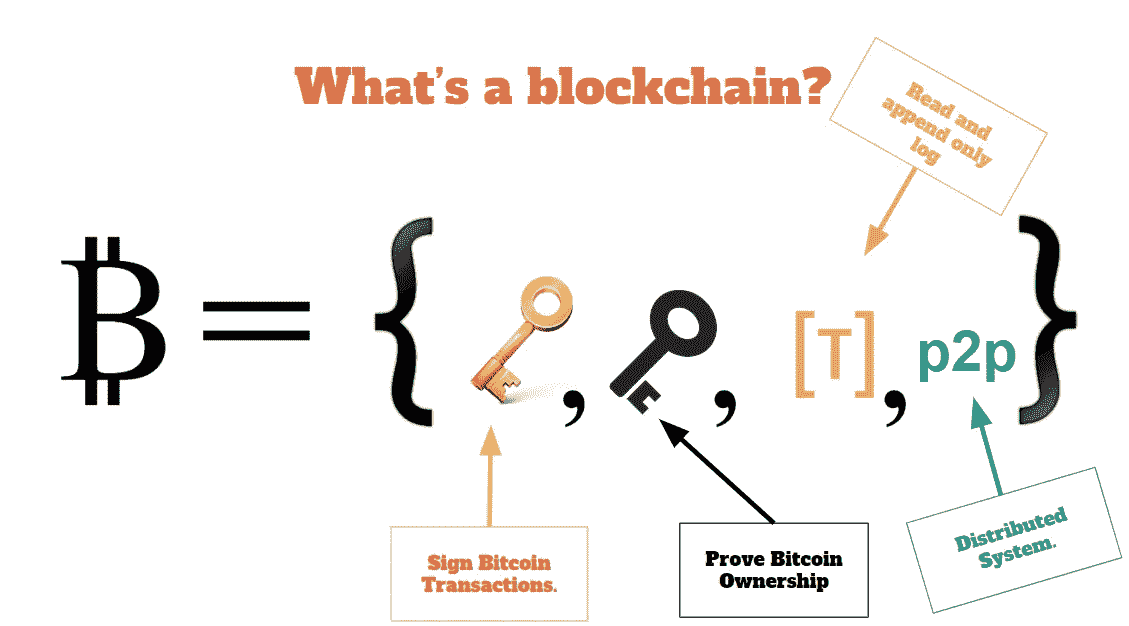 What's a blockchain?
Read and
append only
log
₿ = { , , [T] , p2p }
Sign Bitcoin
Transactions.
Prove Bitcoin
Ownership
Distributed
System.